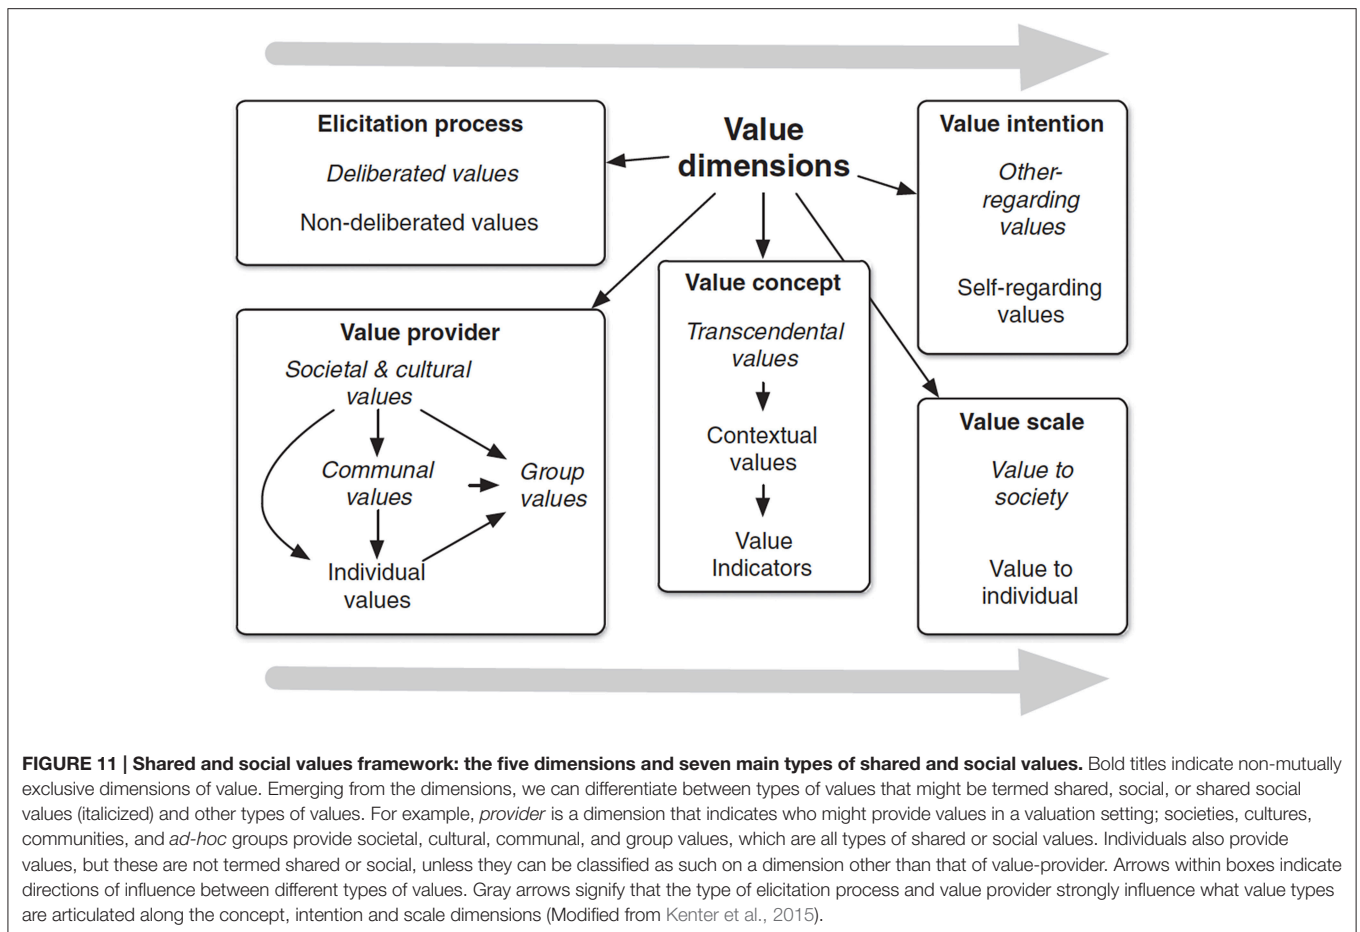 Elicitation process
Deliberated values
Non-deliberated values
Value
dimensions
Value intention
Other-
regarding
values
Self-regarding
values
Value provider
Societal & cultural
values
Communal
values
Group
values
Individual
values
Value concept
Transcendental
values
Contextual
values
Value
Indicators
Value scale
Value to
society
Value to
individual
FIGURE 11 | Shared and social values framework: the five dimensions and seven main types of shared and social values. Bold titles indicate non-mutually
exclusive dimensions of value. Emerging from the dimensions, we can differentiate between types of values that might be termed shared, social, or shared social
values (italicized) and other types of values. For example, provider is a dimension that indicates who might provide values in a valuation setting; societies, cultures,
communities, and ad-hoc groups provide societal, cultural, communal, and group values, which are all types of shared or social values. Individuals also provide
values, but these are not termed shared or social, unless they can be classified as such on a dimension other than that of value-provider. Arrows within boxes indicate
directions of influence between different types of values. Gray arrows signify that the type of elicitation process and value provider strongly influence what value types
are articulated along the concept, intention and scale dimensions (Modified from Kenter et al., 2015).